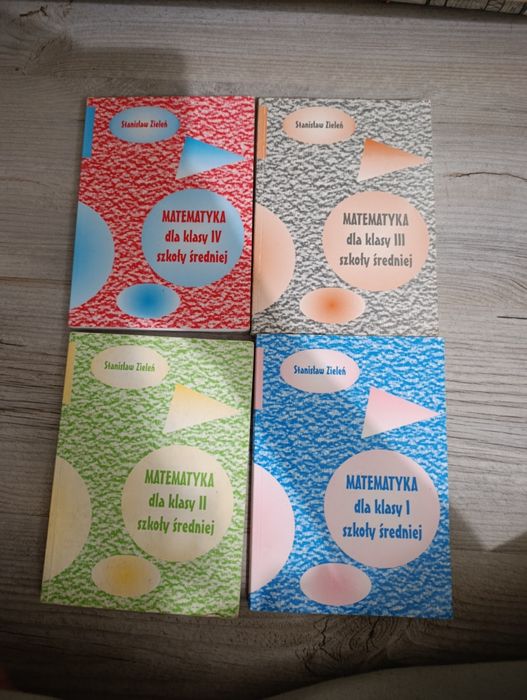 Stanisław Zieleń
MATEMATYKA
dla klasy IV
szkoły średniej
Stanisław Zieleń
MATEMATYKA
dla klasy III
szkoły średniej
Stanisław Zieleń
MATEMATYKA
dla klasy II
szkoły średniej
Stanisław Zieleń
MATEMATYKA
dla klasy I
szkoły średniej